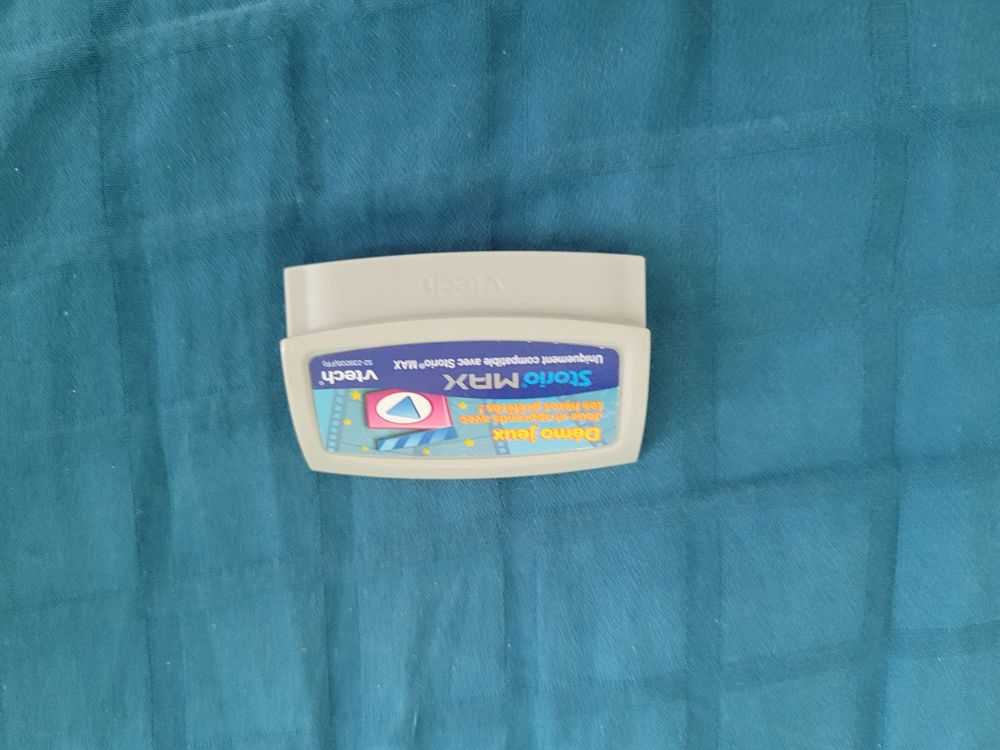 Démo jeux
Joue et apprends avec
tes héros préférés !
Storio® MAX
vtech®
Uniquement compatible avec Storio® MAX
vtech